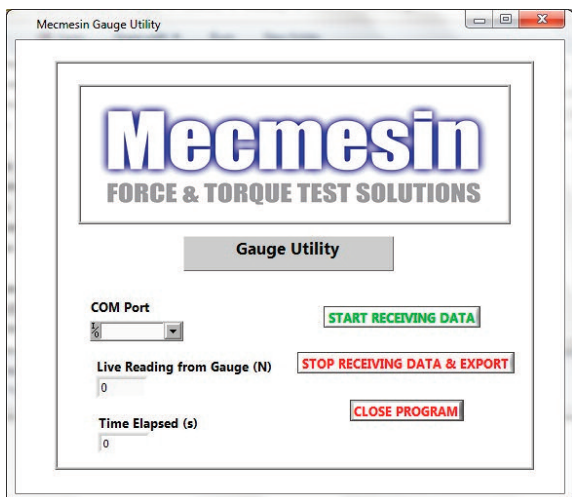 Mecmesin Gauge Utility
Mecmesin
FORCE & TORQUE TEST SOLUTIONS
Gauge Utility
COM Port
START RECEIVING DATA
Live Reading from Gauge (N)
0
STOP RECEIVING DATA & EXPORT
Time Elapsed (s)
0
CLOSE PROGRAM